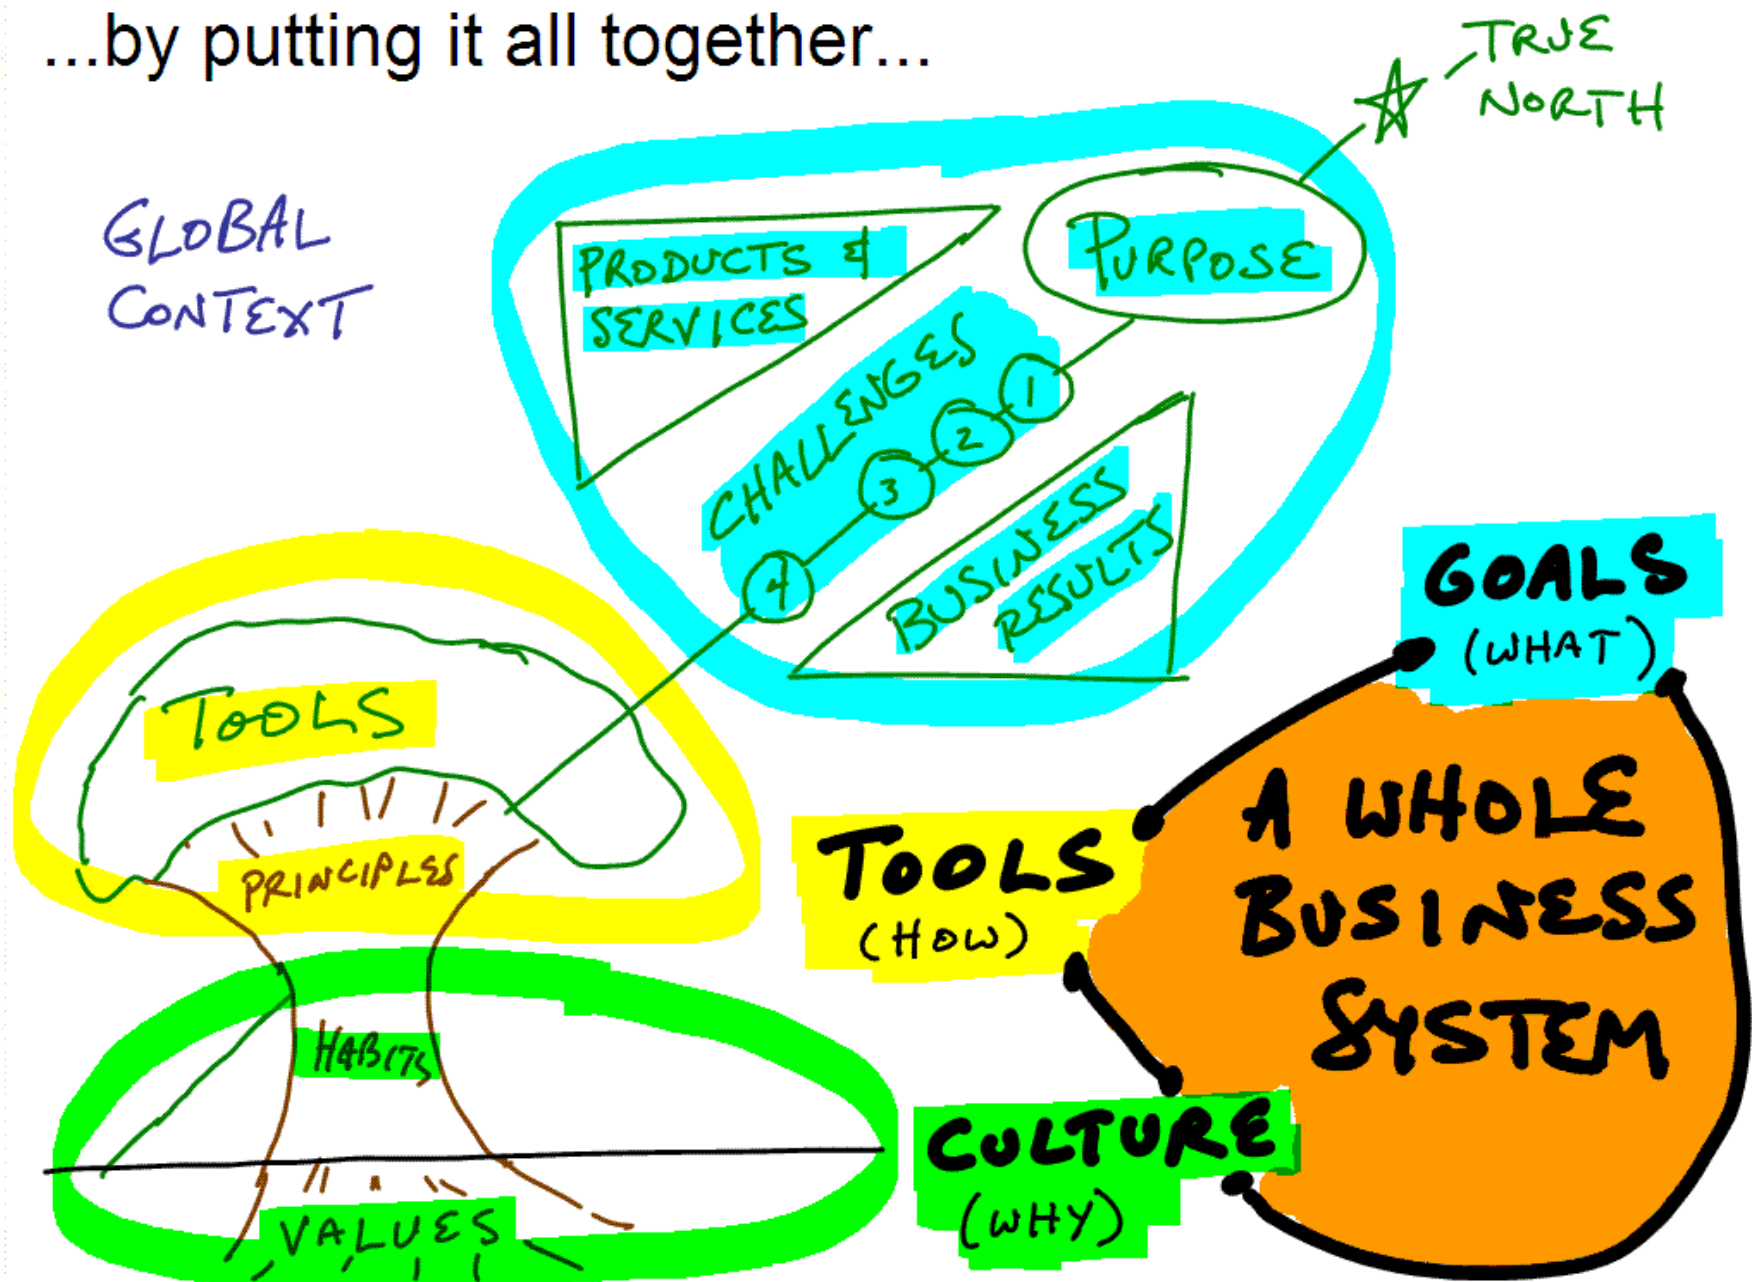 ...by putting it all together...
TRUE
NORTH
GLOBAL
CONTEXT
PRODUCTS &
SERVICES
PURPOSE
CHALLENGES
1
2
3
4
BUSINESS
RESULTS
GOALS
(WHAT)
TOOLS
PRINCIPLES
TOOLS
(HOW)
A WHOLE
BUSINESS
SYSTEM
HABITS
CULTURE
(WHY)
VALUES